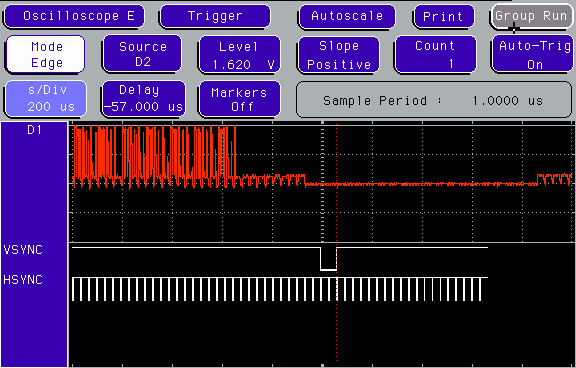 Oscilloscope E Trigger Autoscale Print Group Run
Mode Source Level Slope Count Auto-Trig
Edge D2 1.620 V Positive 1 On
s/Div Delay Markers
200 us -57.000 us Off Sample Period : 1.0000 us
D1
VSYNC
HSYNC